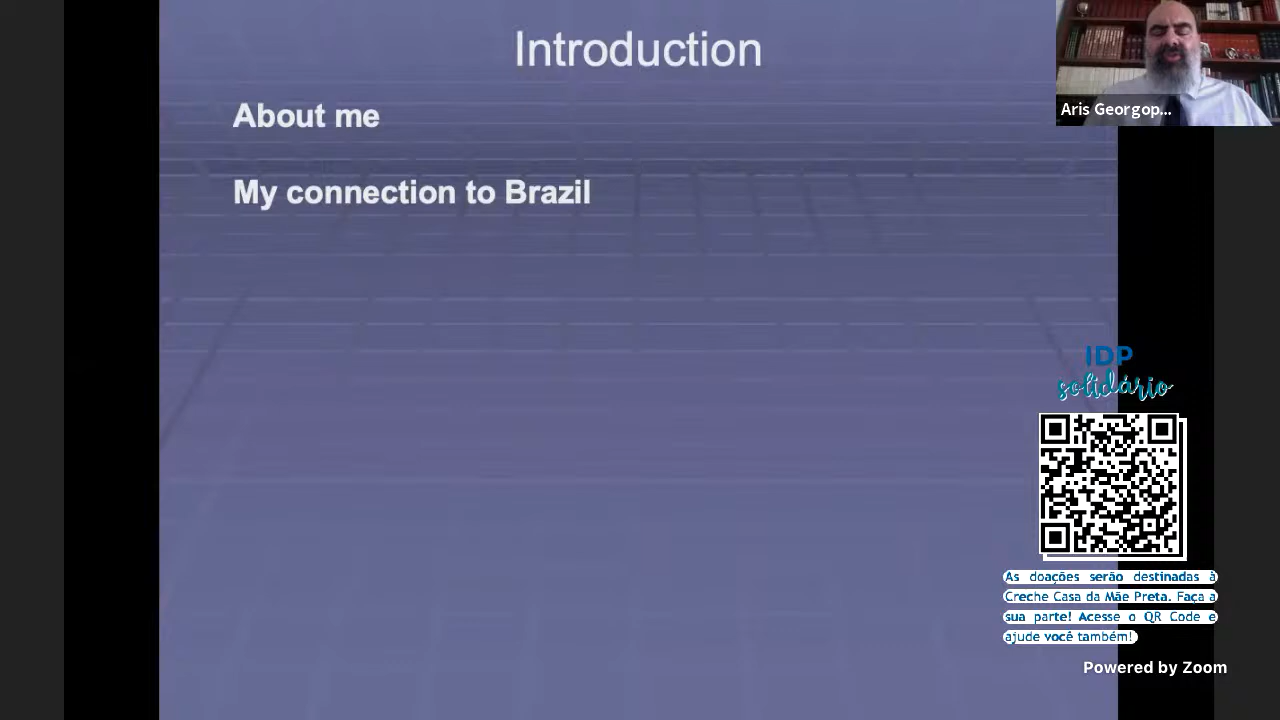 Introduction
About me
Aris Georgop...
My connection to Brazil
IDP
solidário
As doações serão destinadas à
Creche Casa da Mãe Preta. Faça a
sua parte! Acesse o QR Code e
ajude você também!
Powered by Zoom